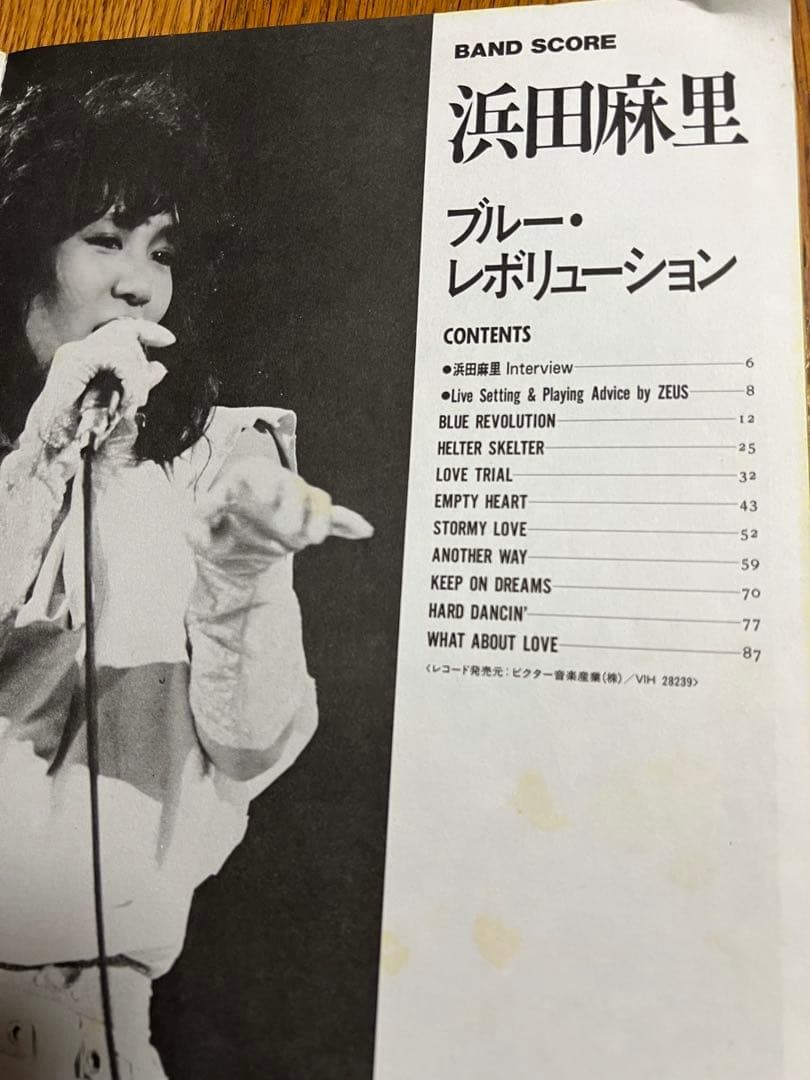 BAND SCORE
浜田麻里
ブルー・
レボリューション
CONTENTS
●浜田麻里 Interview 6
●Live Setting & Playing Advice by ZEUS 8
BLUE REVOLUTION 12
HELTER SKELTER 25
LOVE TRIAL 32
EMPTY HEART 43
STORMY LOVE 52
ANOTHER WAY 59
KEEP ON DREAMS 70
HARD DANCIN' 77
WHAT ABOUT LOVE 87
〈レコード発売元：ビクター音楽産業(株)／VIH 28239〉